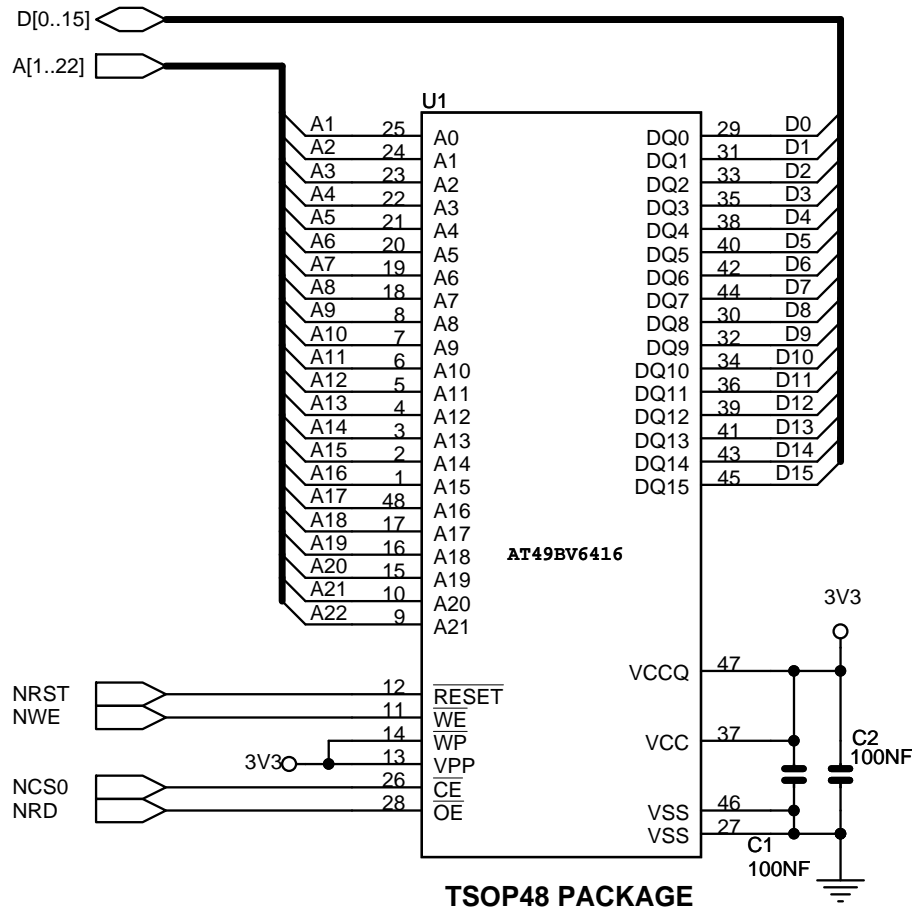 D[0..15]
A[1..22]
U1
A1 25 A0 DQ0 29 D0
A2 24 A1 DQ1 31 D1
A3 23 A2 DQ2 33 D2
A4 22 A3 DQ3 35 D3
A5 21 A4 DQ4 38 D4
A6 20 A5 DQ5 40 D5
A7 19 A6 DQ6 42 D6
A8 18 A7 DQ7 44 D7
A9 8 A8 DQ8 30 D8
A10 7 A9 DQ9 32 D9
A11 6 A10 DQ10 34 D10
A12 5 A11 DQ11 36 D11
A13 4 A12 DQ12 39 D12
A14 3 A13 DQ13 41 D13
A15 2 A14 DQ14 43 D14
A16 1 A15 DQ15 45 D15
A17 48 A16
A18 17 A17
A19 16 A18
A20 15 A19
A21 10 A20
A22 9 A21
AT49BV6416
3V3
VCCQ 47
NRST 12 RESET
NWE 11 WE
14 WP VCC 37
C2
100NF
3V3 13 VPP
NCS0 26 CE
NRD 28 OE VSS 46
VSS 27
C1
100NF
TSOP48 PACKAGE